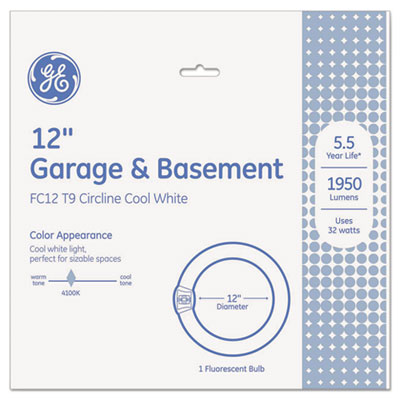 GE
12"
Garage & Basement
FC12 T9 Circline Cool White
Color Appearance
Cool white light,
perfect for sizable spaces
warm
tone
cool
tone
4100K
12"
Diameter
1 Fluorescent Bulb
5.5
Year Life*
1950
Lumens
Uses
32 watts